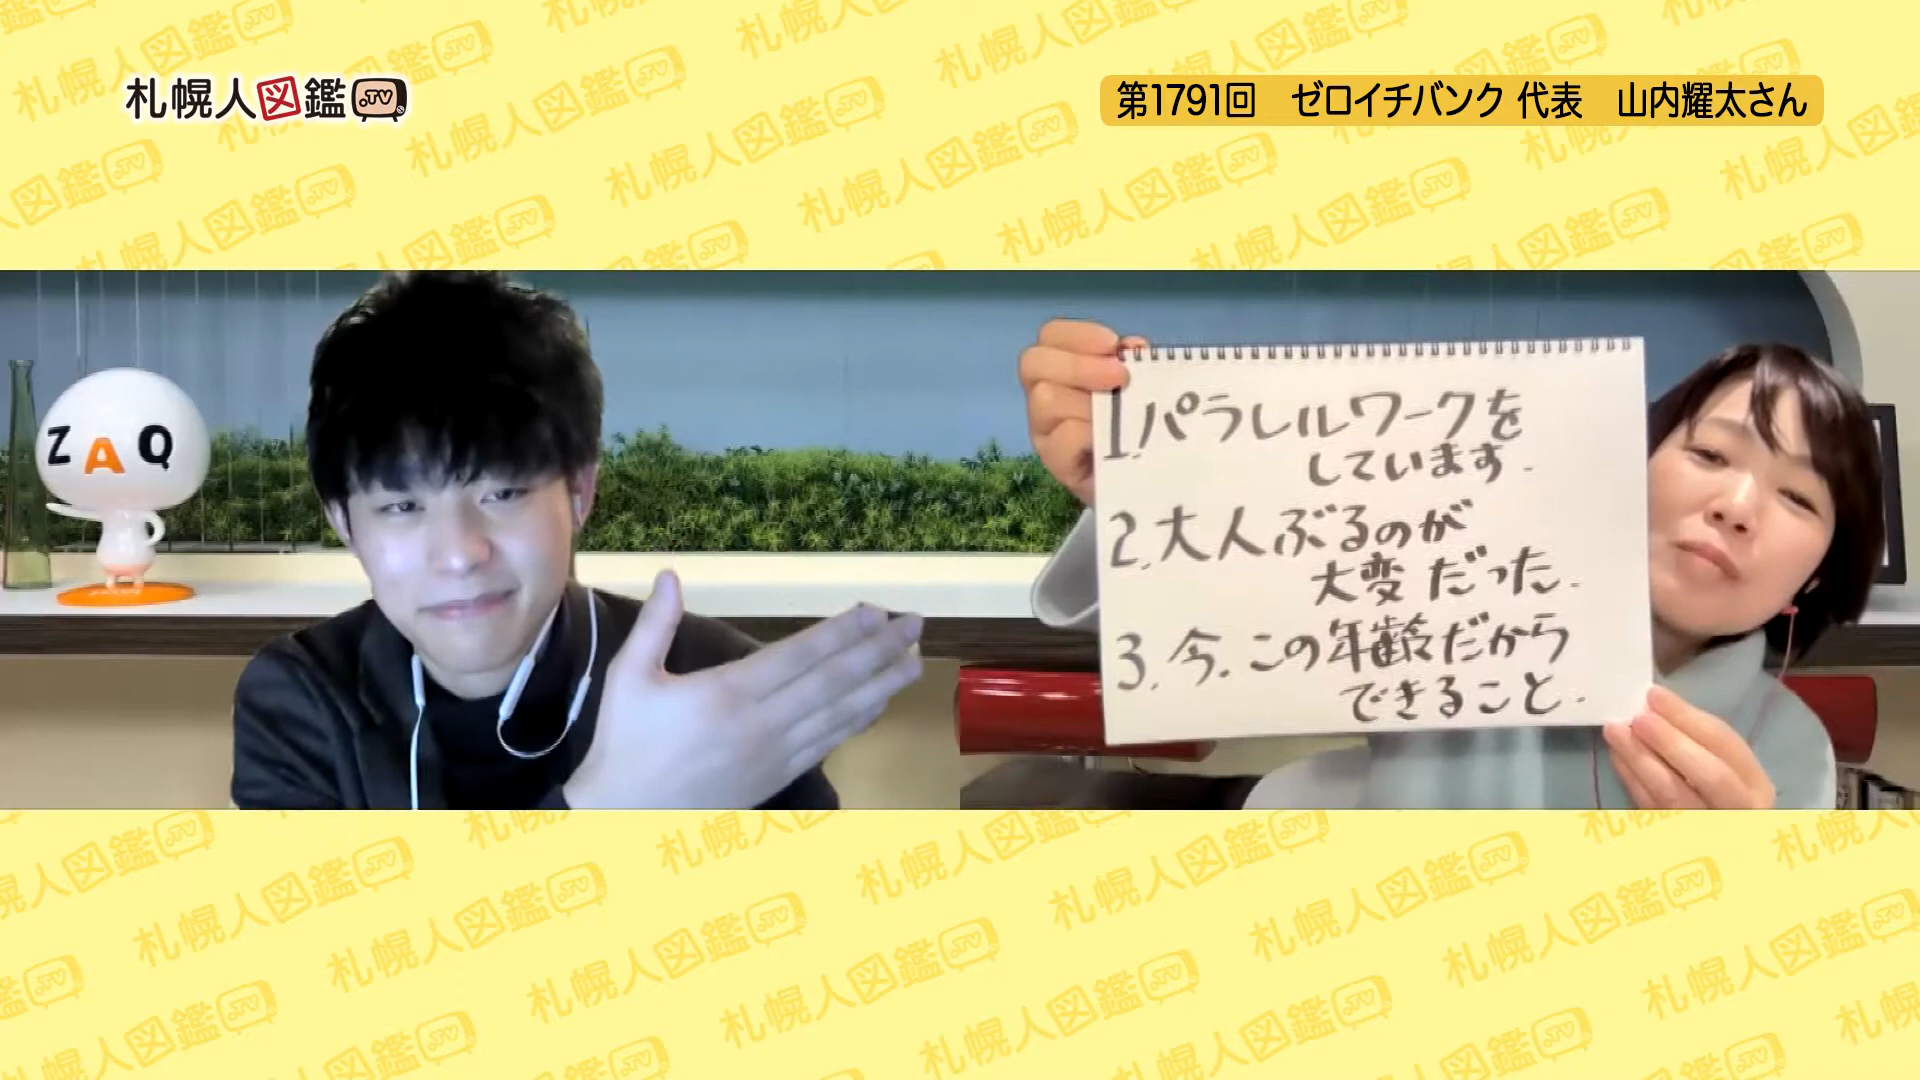 札幌人図鑑 JTV
第1791回 ゼロイチバンク 代表 山内耀太さん
ZAQ
1.パラレルワークを
しています.
2.大人ぶるのが
大変だった.
3.今.この年齢だから
できること.